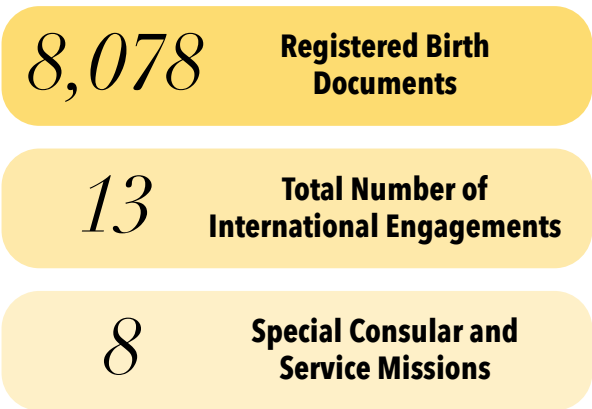 8,078
Registered Birth
Documents
13
Total Number of
International Engagements
8
Special Consular and
Service Missions